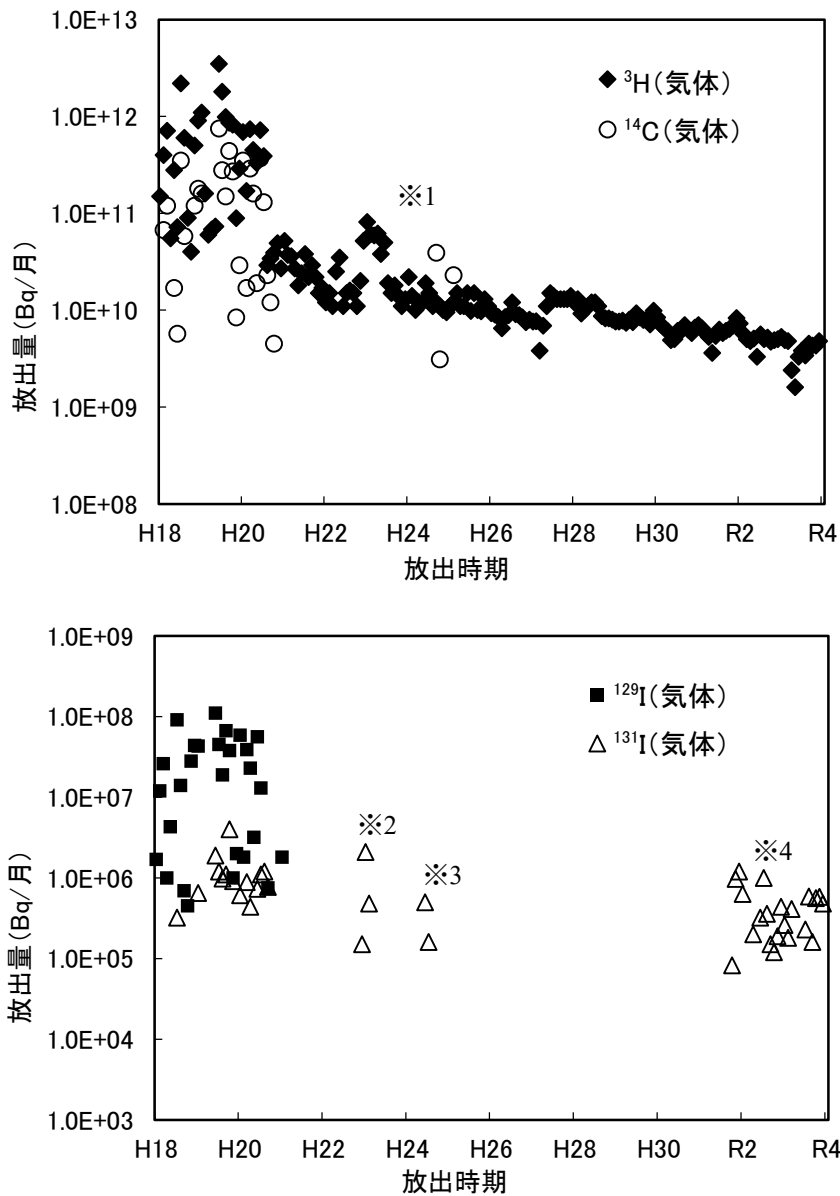 1.0E+13
1.0E+12
1.0E+11
1.0E+10
1.0E+09
1.0E+08
放出量(Bq/月)
◆ ³H(気体)
○ ¹⁴C(気体)
※1
H18 H20 H22 H24 H26 H28 H30 R2 R4
放出時期
1.0E+09
1.0E+08
1.0E+07
1.0E+06
1.0E+05
1.0E+04
1.0E+03
放出量(Bq/月)
■ ¹²⁹I(気体)
△ ¹³¹I(気体)
※2
※3
※4
H18 H20 H22 H24 H26 H28 H30 R2 R4
放出時期